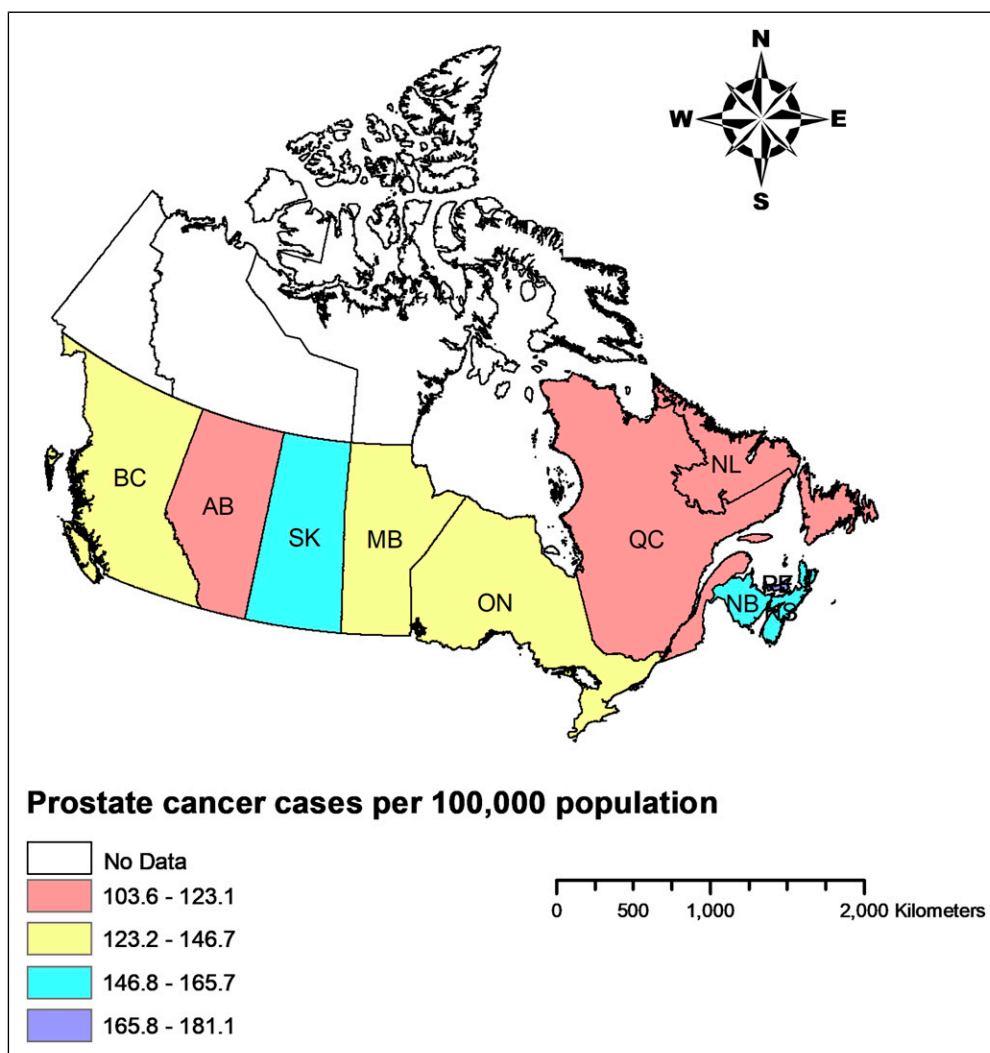 N
W E
S
BC
AB
SK
MB
ON
QC
NL
PE
NB
NS
Prostate cancer cases per 100,000 population
No Data
103.6 - 123.1
123.2 - 146.7
146.8 - 165.7
165.8 - 181.1
0 500 1,000 2,000 Kilometers